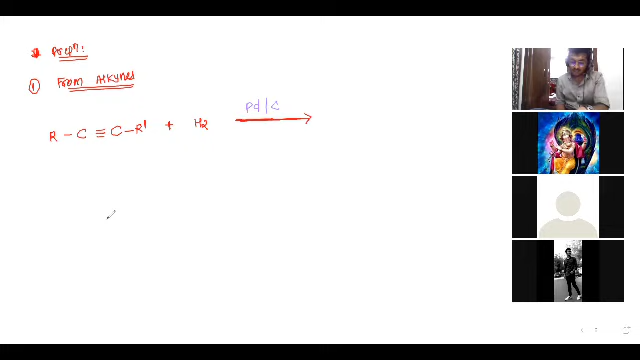 * Prepn:
① From Alkynes
Pd/C
R - C ≡ C - R' + H2